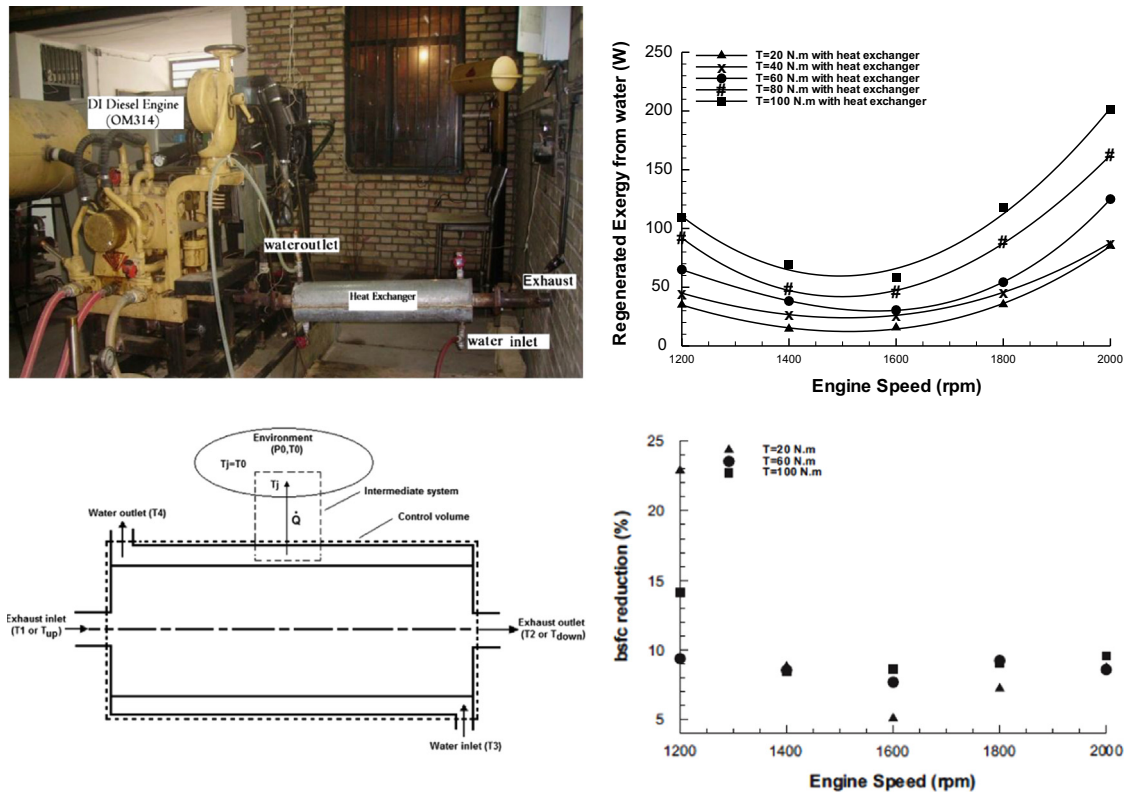 DI Diesel Engine
(OM314)
wateroutlet
Heat Exchanger
Exhaust
water inlet
250
200
150
100
50
0
Regenerated Exergy from water (W)
T=20 N.m with heat exchanger
T=40 N.m with heat exchanger
T=60 N.m with heat exchanger
T=80 N.m with heat exchanger
T=100 N.m with heat exchanger
1200 1400 1600 1800 2000
Engine Speed (rpm)
Environment
(P0,T0)
Tj=T0
Tj
Q̇
Intermediate system
Control volume
Water outlet (T4)
Exhaust inlet
(T1 or Tup)
Exhaust outlet
(T2 or Tdown)
Water inlet (T3)
25
20
15
10
5
bsfc reduction (%)
T=20 N.m
T=60 N.m
T=100 N.m
1200 1400 1600 1800 2000
Engine Speed (rpm)